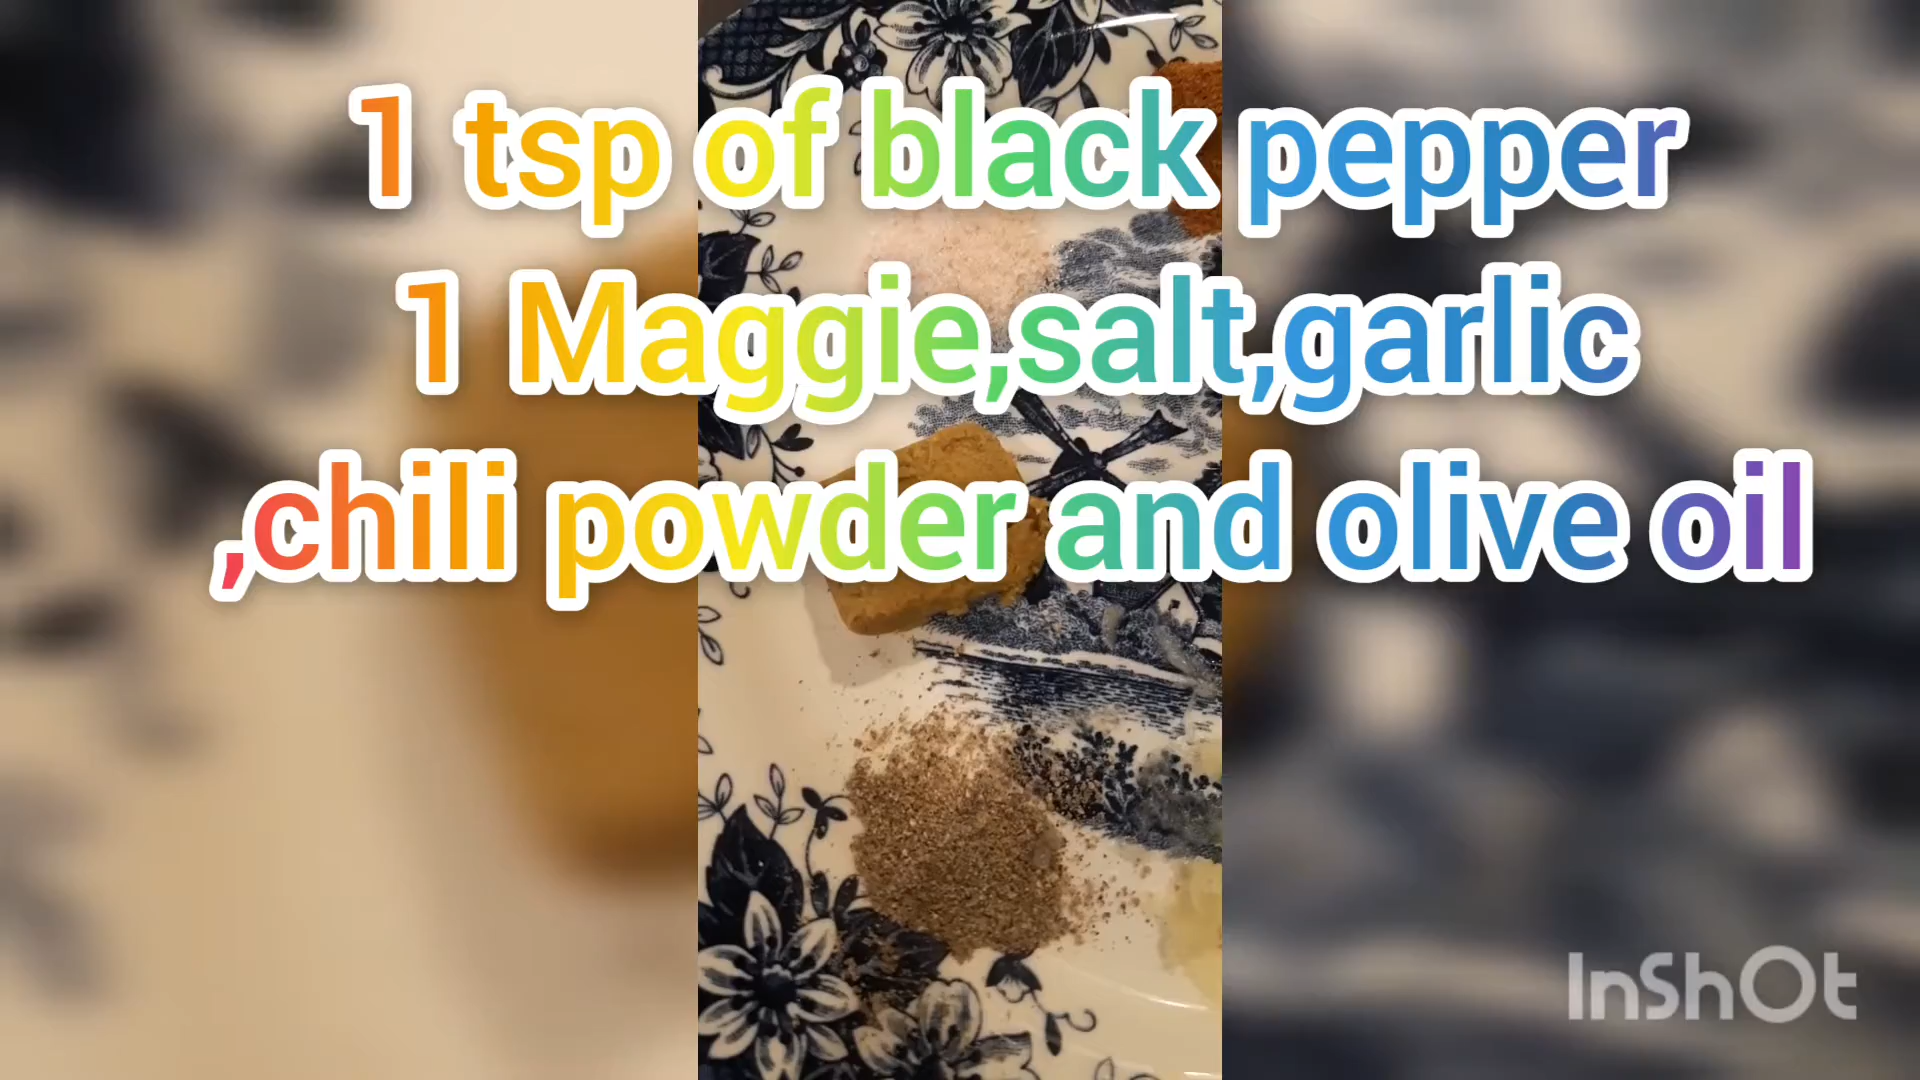 1 tsp of black pepper
1 Maggie,salt,garlic
,chili powder and olive oil
InShOt